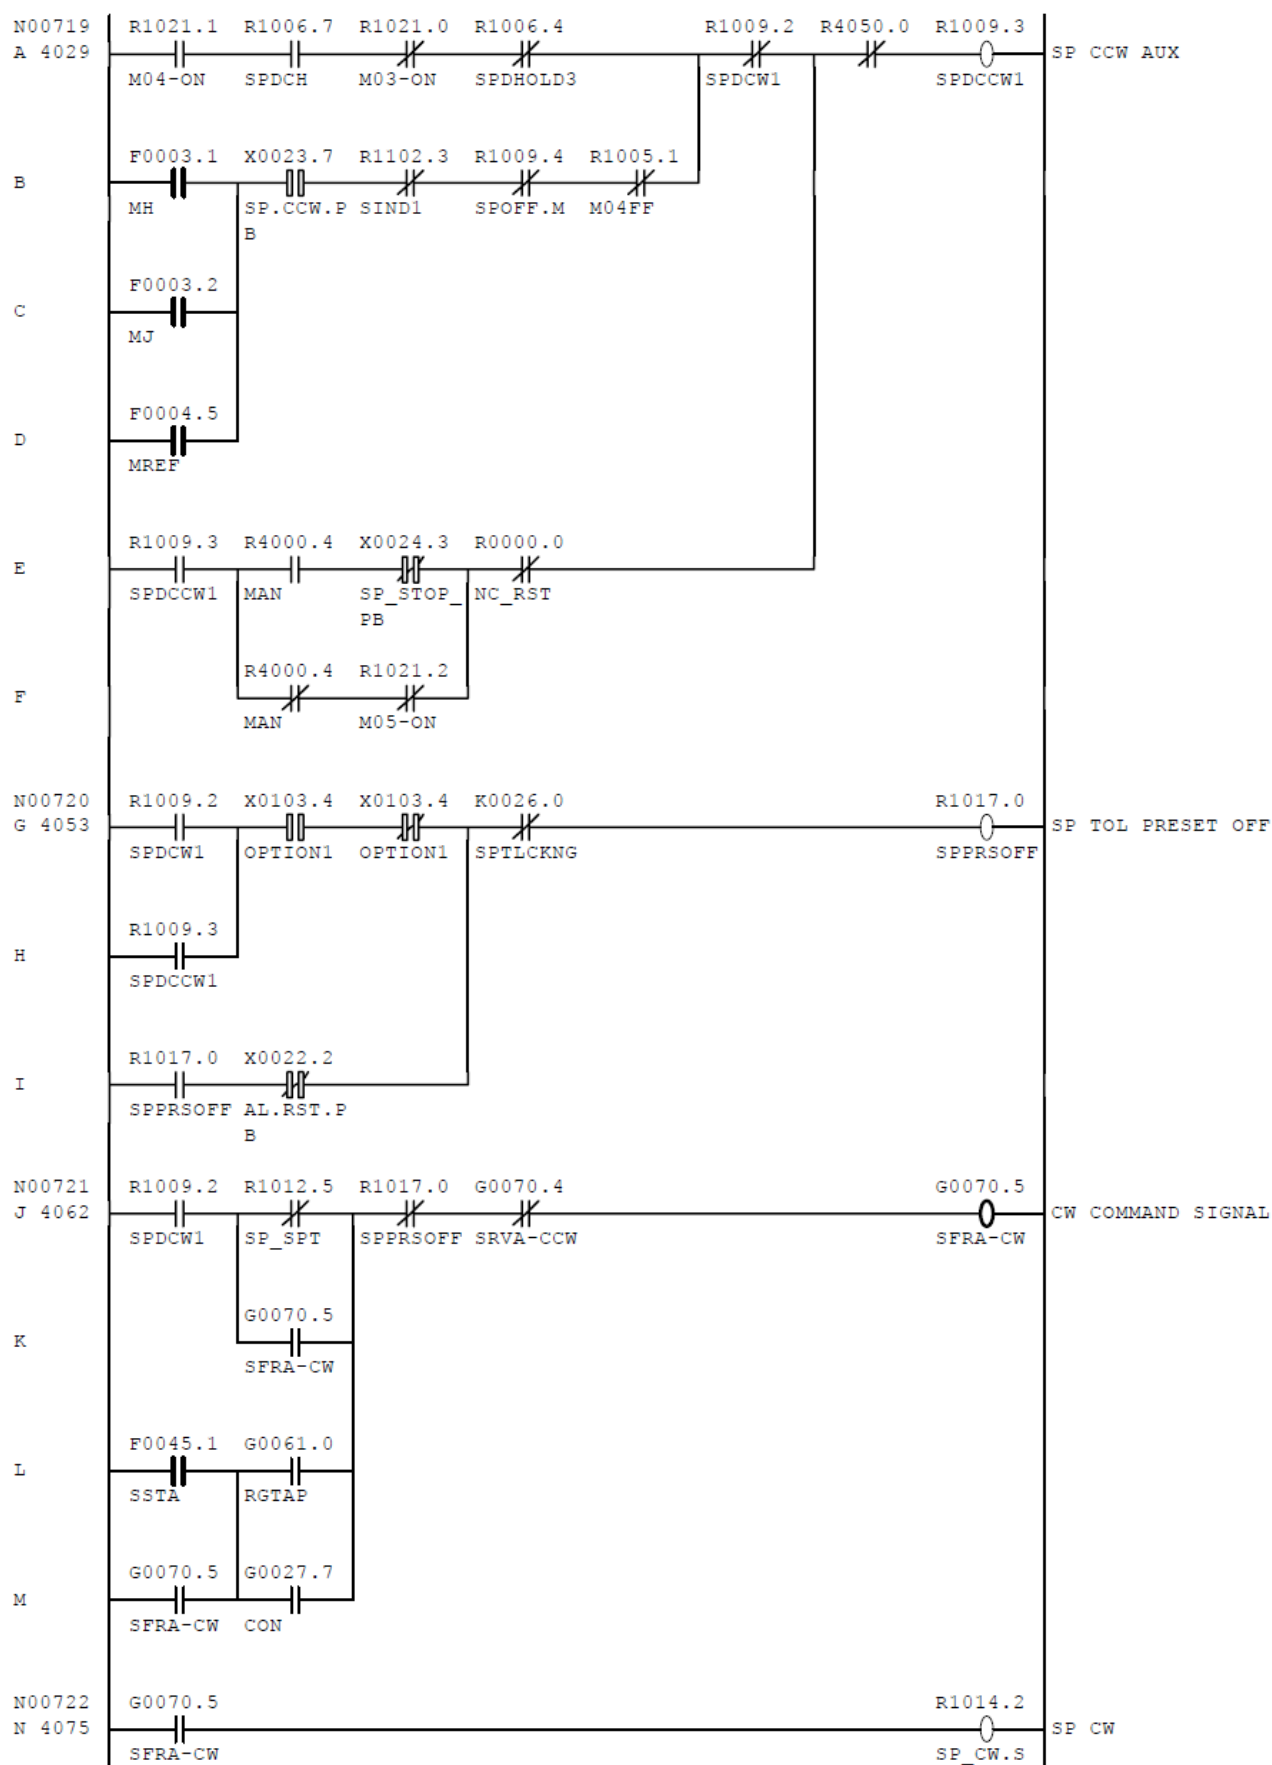 N00719 R1021.1 R1006.7 R1021.0 R1006.4 R1009.2 R4050.0 R1009.3
A 4029 SP CCW AUX
M04-ON SPDCH M03-ON SPDHOLD3 SPDCW1 SPDCCW1
F0003.1 X0023.7 R1102.3 R1009.4 R1005.1
B
MH SP.CCW.P SIND1 SPOFF.M M04FF
B
F0003.2
C
MJ
F0004.5
D
MREF
R1009.3 R4000.4 X0024.3 R0000.0
E
SPDCCW1 MAN SP_STOP_ NC_RST
PB
R4000.4 R1021.2
F
MAN M05-ON
N00720 R1009.2 X0103.4 X0103.4 K0026.0 R1017.0
G 4053 SP TOL PRESET OFF
SPDCW1 OPTION1 OPTION1 SPTLCKNG SPPRSOFF
R1009.3
H
SPDCCW1
R1017.0 X0022.2
I
SPPRSOFF AL.RST.P
B
N00721 R1009.2 R1012.5 R1017.0 G0070.4 G0070.5
J 4062 CW COMMAND SIGNAL
SPDCW1 SP_SPT SPPRSOFF SRVA-CCW SFRA-CW
G0070.5
K
SFRA-CW
F0045.1 G0061.0
L
SSTA RGTAP
G0070.5 G0027.7
M
SFRA-CW CON
N00722 G0070.5 R1014.2
N 4075 SP CW
SFRA-CW SP_CW.S